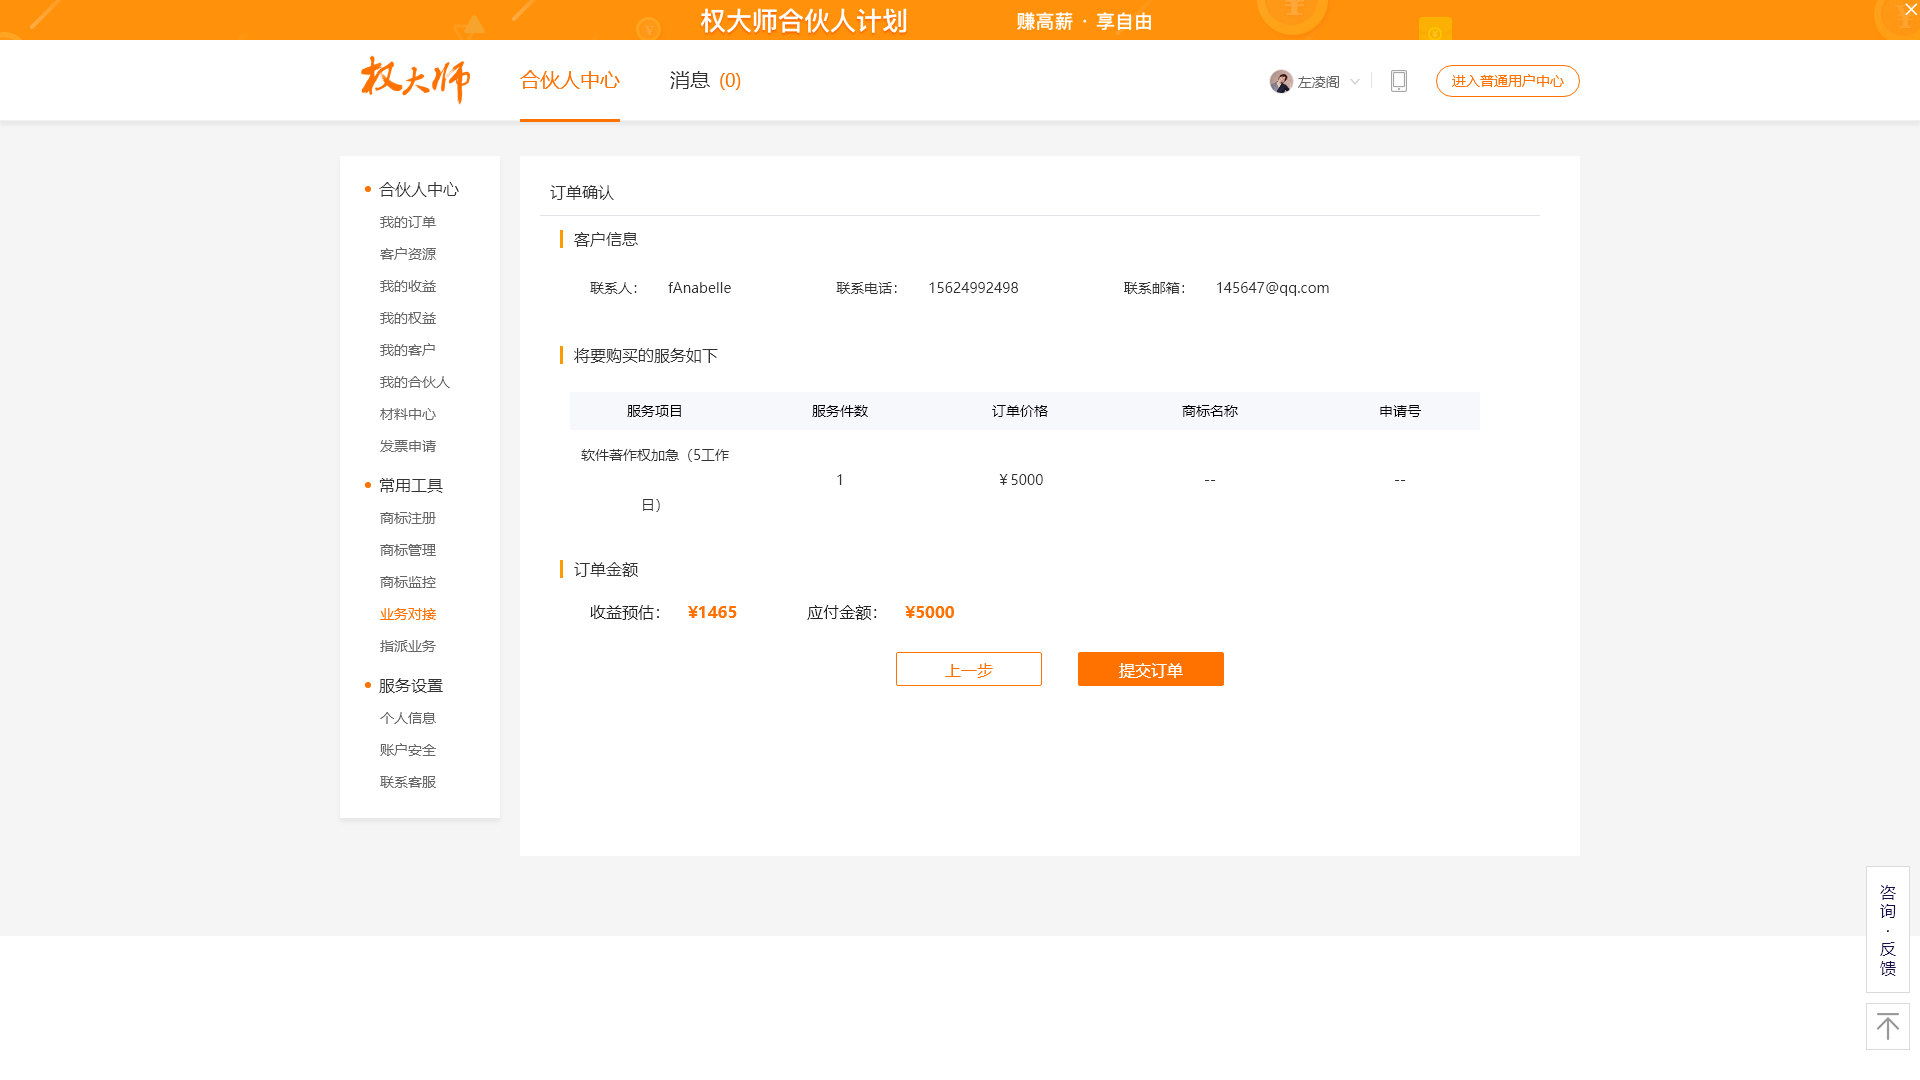 权大师合伙人计划 赚高薪 · 享自由
权大师 合伙人中心 消息 (0) 左凌阁 进入普通用户中心
合伙人中心
我的订单
客户资源
我的收益
我的权益
我的客户
我的合伙人
材料中心
发票申请
常用工具
商标注册
商标管理
商标监控
业务对接
指派业务
服务设置
个人信息
账户安全
联系客服
订单确认
客户信息
联系人： fAnabelle 联系电话： 15624992498 联系邮箱： 145647@qq.com
将要购买的服务如下
服务项目 服务件数 订单价格 商标名称 申请号
软件著作权加急（5工作
日） 1 ￥5000 -- --
订单金额
收益预估： ¥1465 应付金额： ¥5000
上一步 提交订单
咨
询
·
反
馈